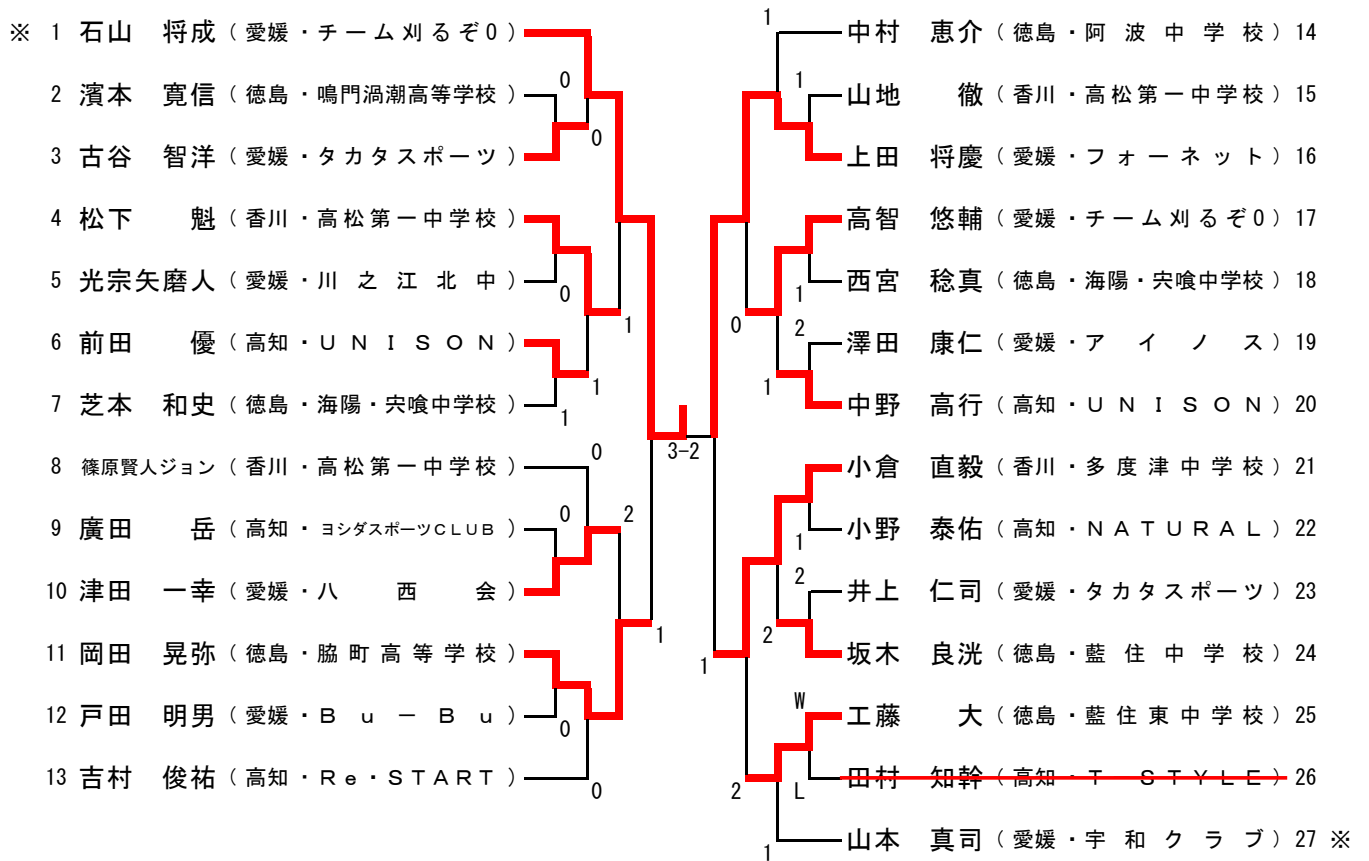 ※ 1 石山 将成 (愛媛・チーム刈るぞ0)
2 濱本 寛信 (徳島・鳴門渦潮高等学校)
3 古谷 智洋 (愛媛・タカタスポーツ)
4 松下 魁 (香川・高松第一中学校)
5 光宗矢磨人 (愛媛・川之江北中)
6 前田 優 (高知・UNISON)
7 芝本 和史 (徳島・海陽・宍喰中学校)
8 篠原賢人ジョン (香川・高松第一中学校)
9 廣田 岳 (高知・ヨシダスポーツCLUB)
10 津田 一幸 (愛媛・八西会)
11 岡田 晃弥 (徳島・脇町高等学校)
12 戸田 明男 (愛媛・Bu-Bu)
13 吉村 俊祐 (高知・Re・START)
0
0
0
1
1
1
0
0
2
1
0
0
3-2
1
中村 恵介 (徳島・阿波中学校) 14
山地 徹 (香川・高松第一中学校) 15
上田 将慶 (愛媛・フォーネット) 16
高智 悠輔 (愛媛・チーム刈るぞ0) 17
西宮 稔真 (徳島・海陽・宍喰中学校) 18
澤田 康仁 (愛媛・アイノス) 19
中野 高行 (高知・UNISON) 20
小倉 直毅 (香川・多度津中学校) 21
小野 泰佑 (高知・NATURAL) 22
井上 仁司 (愛媛・タカタスポーツ) 23
坂木 良洸 (徳島・藍住中学校) 24
工藤 大 (徳島・藍住東中学校) 25
田村 知幹 (高知・T STYLE) 26
山本 真司 (愛媛・宇和クラブ) 27 ※
1
1
0
2
1
1
2
2
1
W
2
L
1